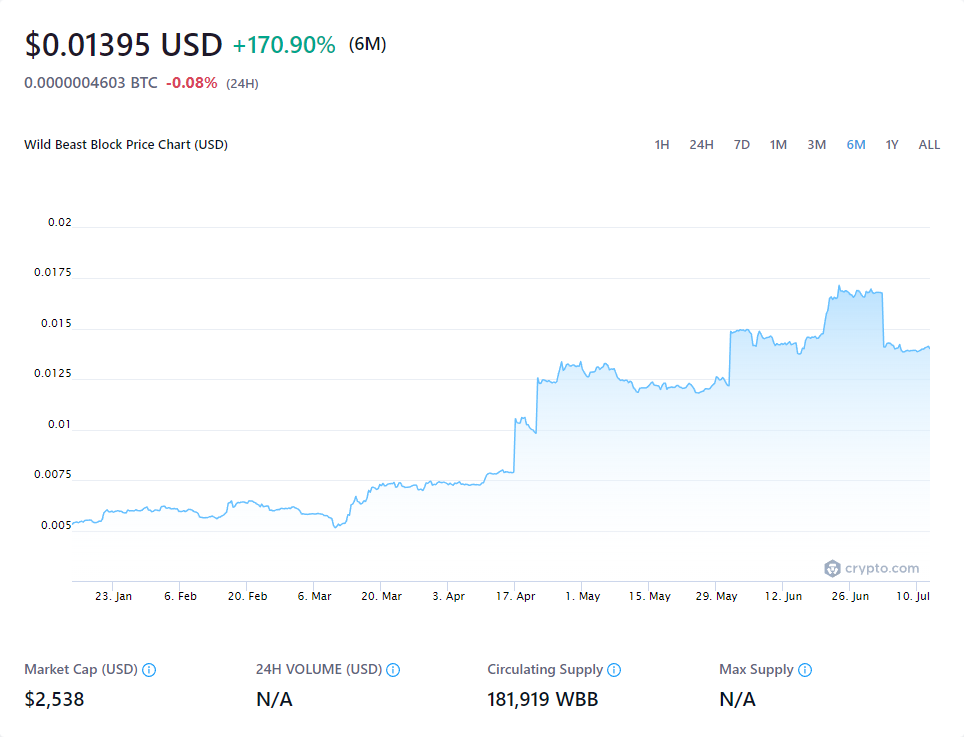 $0.01395 USD +170.90% (6M)
0.0000004603 BTC -0.08% (24H)
Wild Beast Block Price Chart (USD) 1H 24H 7D 1M 3M 6M 1Y ALL
0.02
0.0175
0.015
0.0125
0.01
0.0075
0.005
crypto.com
23. Jan 6. Feb 20. Feb 6. Mar 20. Mar 3. Apr 17. Apr 1. May 15. May 29. May 12. Jun 26. Jun 10. Jul
Market Cap (USD) 24H VOLUME (USD) Circulating Supply Max Supply
$2,538 N/A 181,919 WBB N/A